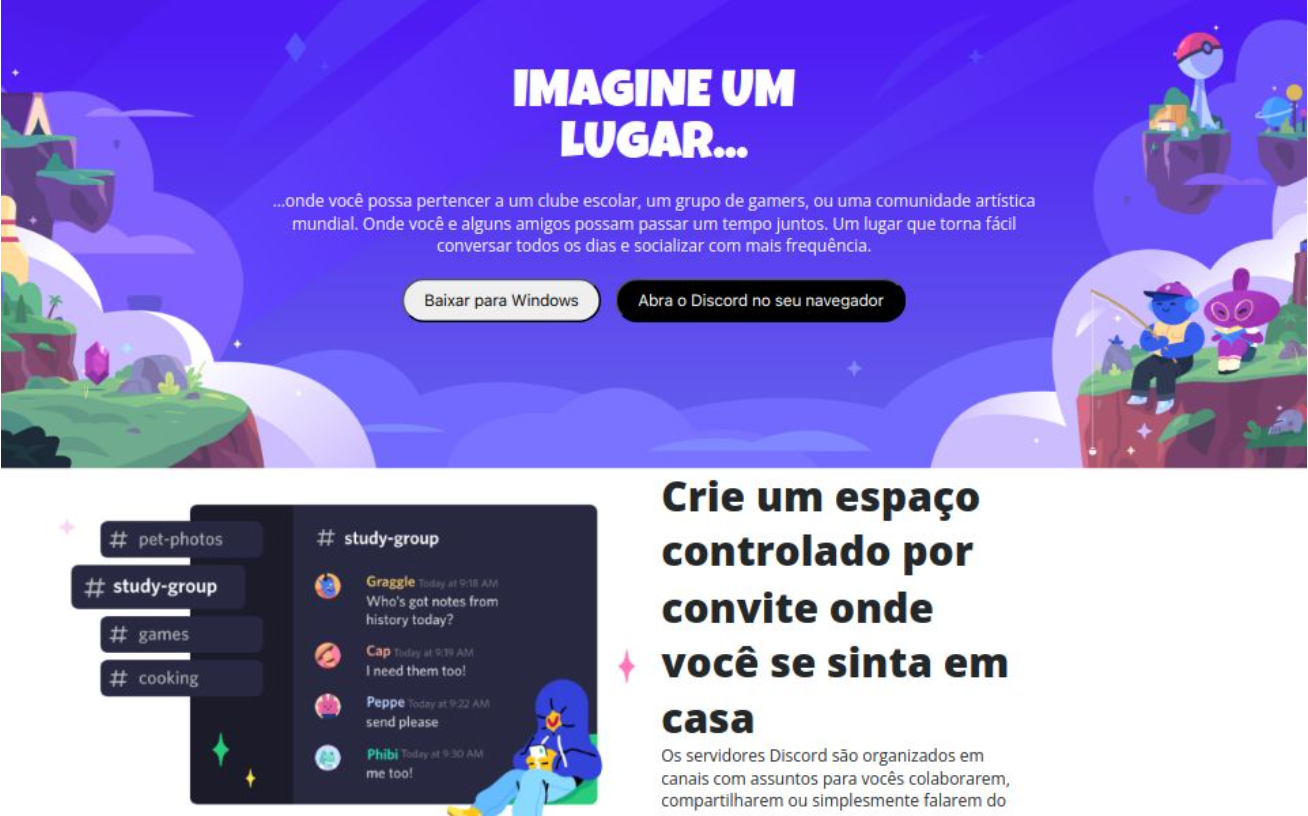 IMAGINE UM
LUGAR...
...onde você possa pertencer a um clube escolar, um grupo de gamers, ou uma comunidade artística
mundial. Onde você e alguns amigos possam passar um tempo juntos. Um lugar que torna fácil
conversar todos os dias e socializar com mais frequência.
Baixar para Windows
Abra o Discord no seu navegador
# pet-photos
# study-group
# games
# cooking
# study-group
Graggle Today at 9:18 AM
Who's got notes from
history today?
Cap Today at 9:19 AM
I need them too!
Peppe Today at 9:22 AM
send please
Phibi Today at 9:30 AM
me too!
Crie um espaço
controlado por
convite onde
você se sinta em
casa
Os servidores Discord são organizados em
canais com assuntos para vocês colaborarem,
compartilharem ou simplesmente falarem do